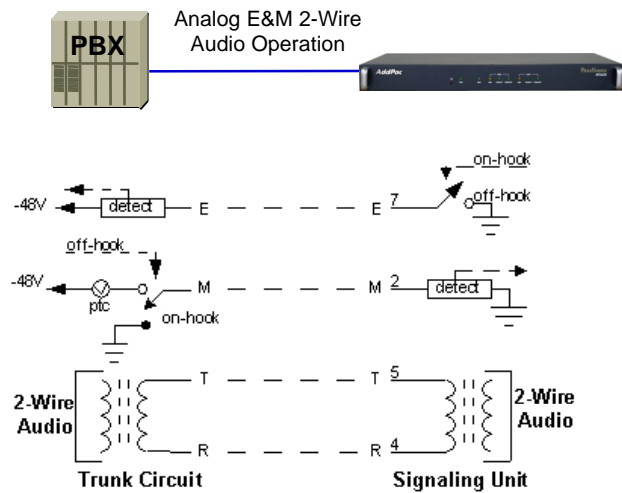 Analog E&M 2-Wire
Audio Operation
PBX
AddPac
on-hook
-48V detect E E 7 off-hook
off-hook
-48V M M 2 detect
ptc
on-hook
T T 5
2-Wire
Audio
2-Wire
Audio
R R 4
Trunk Circuit
Signaling Unit